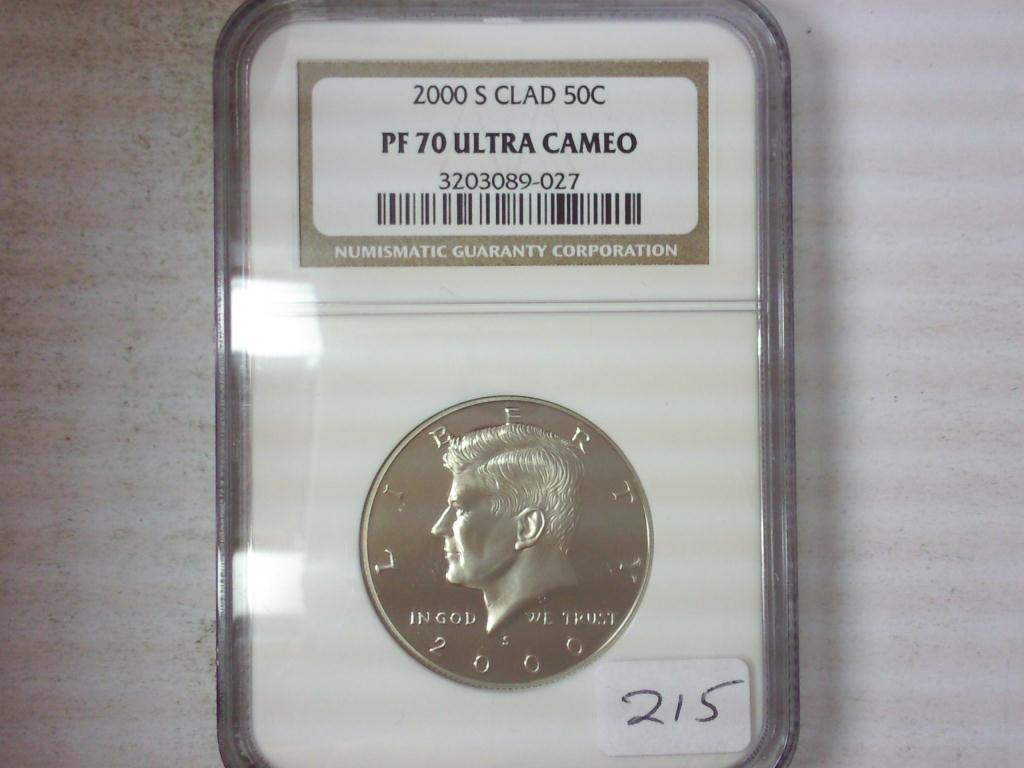 2000 S CLAD 50C
PF 70 ULTRA CAMEO
3203089-027
NUMISMATIC GUARANTY CORPORATION
LIBERTY
IN GOD WE TRUST
S
2000
215